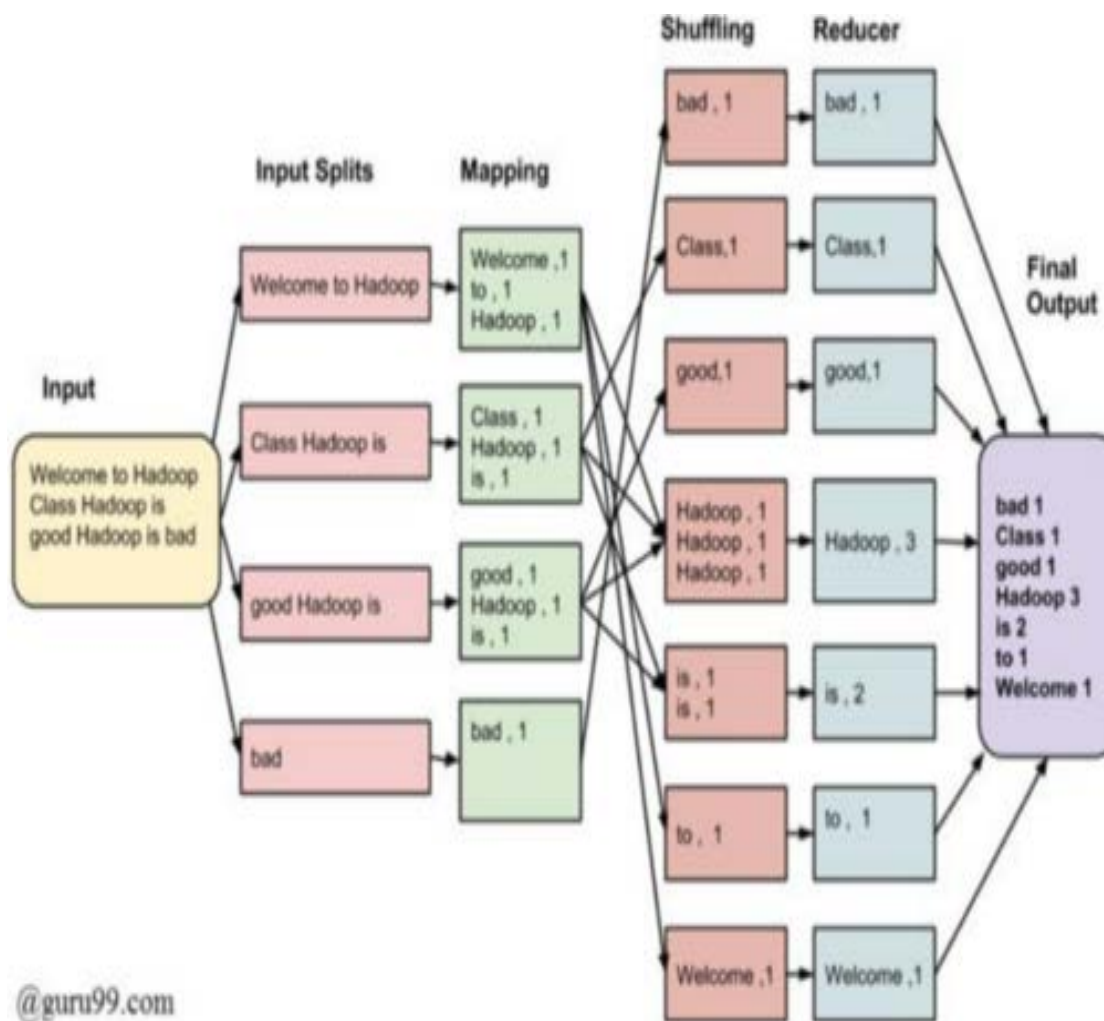 Input
Welcome to Hadoop
Class Hadoop is
good Hadoop is bad
Input Splits
Welcome to Hadoop
Class Hadoop is
good Hadoop is
bad
Mapping
Welcome ,1
to , 1
Hadoop , 1
Class , 1
Hadoop , 1
is , 1
good , 1
Hadoop , 1
is , 1
bad , 1
Shuffling
bad , 1
Class,1
good,1
Hadoop , 1
Hadoop , 1
Hadoop , 1
is , 1
is , 1
to , 1
Welcome ,1
Reducer
bad , 1
Class,1
good,1
Hadoop , 3
is , 2
to , 1
Welcome ,1
Final
Output
bad 1
Class 1
good 1
Hadoop 3
is 2
to 1
Welcome 1
@guru99.com